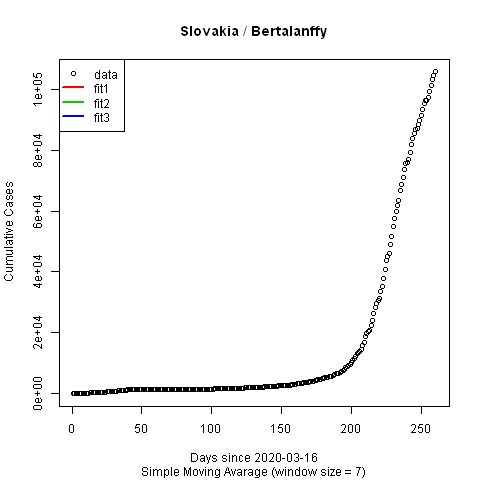 Slovakia / Bertalanffy
data
fit1
fit2
fit3
Cumulative Cases
0e+00 2e+04 4e+04 6e+04 8e+04 1e+05
0 50 100 150 200 250
Days since 2020-03-16
Simple Moving Avarage (window size = 7)